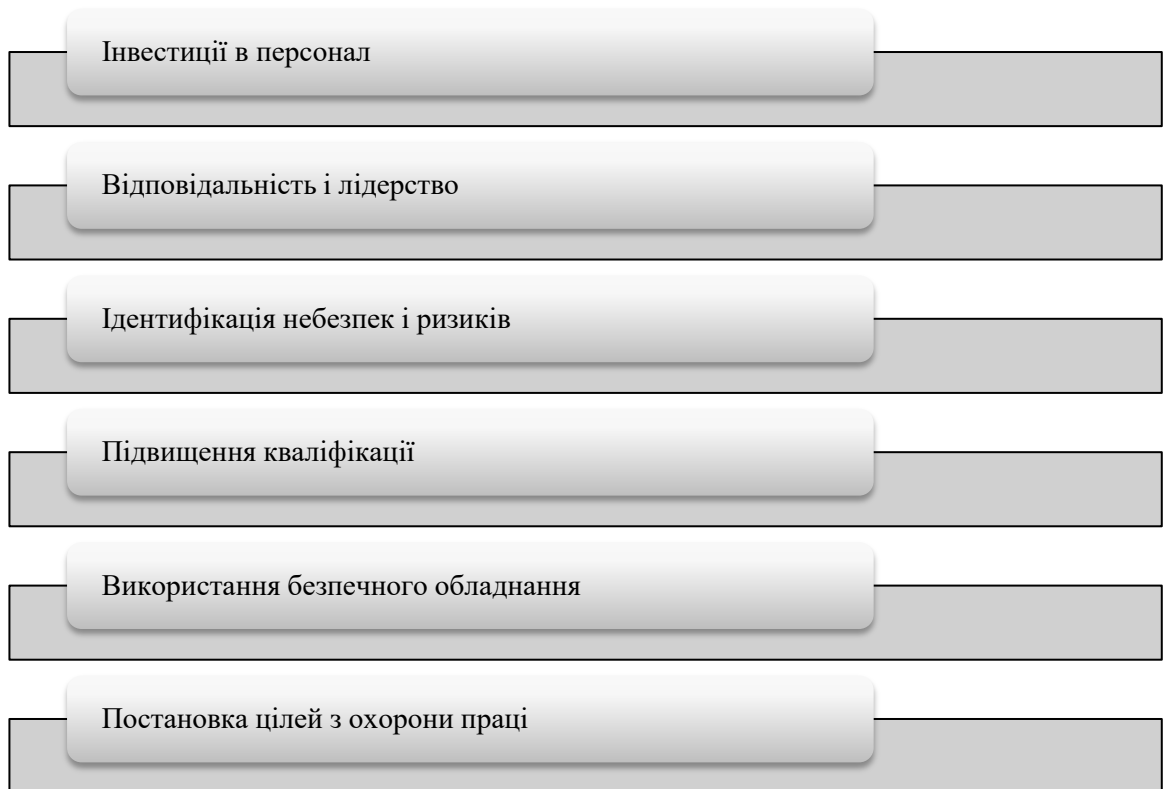 Інвестиції в персонал
Відповідальність і лідерство
Ідентифікація небезпек і ризиків
Підвищення кваліфікації
Використання безпечного обладнання
Постановка цілей з охорони праці